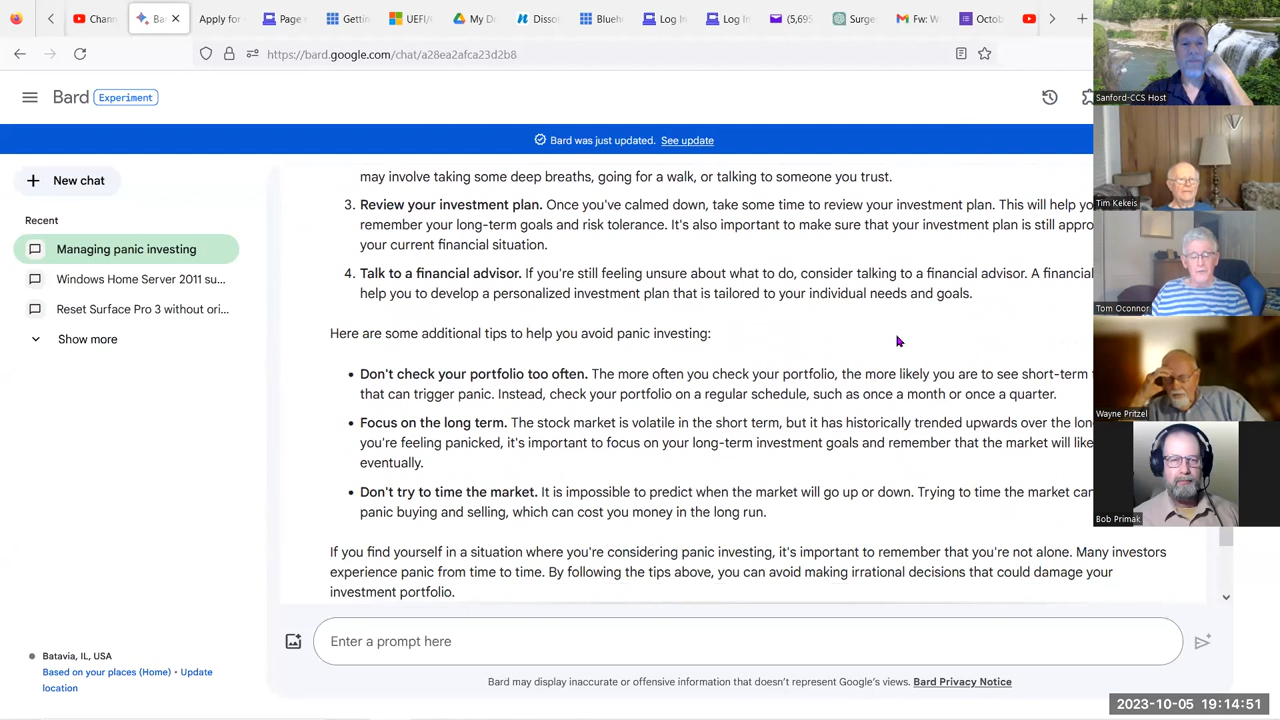 Chann
Ba
Apply for
Page
Getti
UEFI/
My D
Disso
Blueh
Log In
Log In
(5,695
Surge
Fw: W
Octob
https://bard.google.com/chat/a28ea2afca23d2b8
Bard Experiment
Bard was just updated. See update
New chat
Recent
Managing panic investing
Windows Home Server 2011 su...
Reset Surface Pro 3 without ori...
Show more
Batavia, IL, USA
Based on your places (Home) • Update
location
may involve taking some deep breaths, going for a walk, or talking to someone you trust.
3. Review your investment plan. Once you've calmed down, take some time to review your investment plan. This will help yo
remember your long-term goals and risk tolerance. It's also important to make sure that your investment plan is still appro
your current financial situation.
4. Talk to a financial advisor. If you're still feeling unsure about what to do, consider talking to a financial advisor. A financial
help you to develop a personalized investment plan that is tailored to your individual needs and goals.
Here are some additional tips to help you avoid panic investing:
• Don't check your portfolio too often. The more often you check your portfolio, the more likely you are to see short-term
that can trigger panic. Instead, check your portfolio on a regular schedule, such as once a month or once a quarter.
• Focus on the long term. The stock market is volatile in the short term, but it has historically trended upwards over the lon
you're feeling panicked, it's important to focus on your long-term investment goals and remember that the market will like
eventually.
• Don't try to time the market. It is impossible to predict when the market will go up or down. Trying to time the market can
panic buying and selling, which can cost you money in the long run.
If you find yourself in a situation where you're considering panic investing, it's important to remember that you're not alone. Many investors
experience panic from time to time. By following the tips above, you can avoid making irrational decisions that could damage your
investment portfolio.
Enter a prompt here
Bard may display inaccurate or offensive information that doesn't represent Google's views. Bard Privacy Notice
Sanford-CCS Host
Tim Kekeis
Tom Oconnor
Wayne Pritzel
Bob Primak
2023-10-05 19:14:51